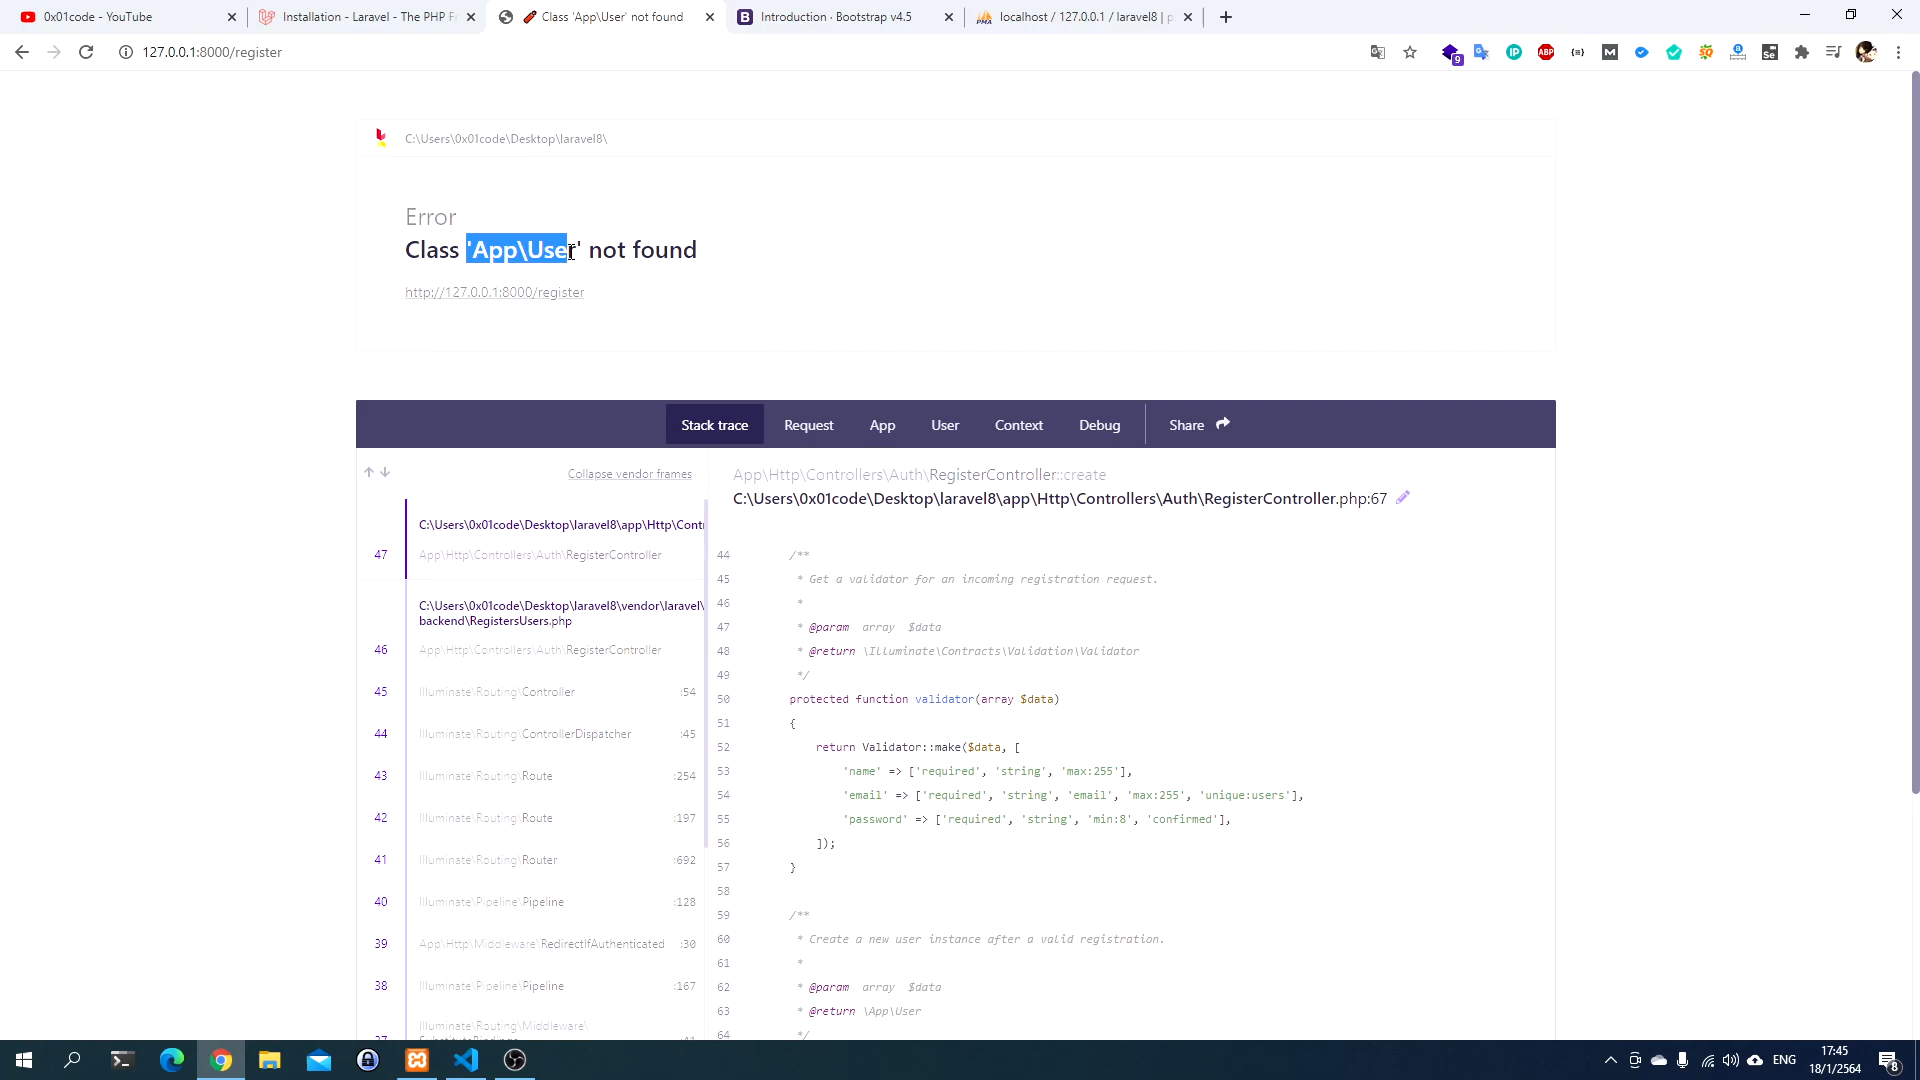 0x01code - YouTube
Installation - Laravel - The PHP F
Class 'App\User' not found
Introduction · Bootstrap v4.5
localhost / 127.0.0.1 / laravel8 | p
127.0.0.1:8000/register
C:\Users\0x01code\Desktop\laravel8\
Error
Class 'App\User' not found
http://127.0.0.1:8000/register
Stack trace
Request
App
User
Context
Debug
Share
Collapse vendor frames
C:\Users\0x01code\Desktop\laravel8\app\Http\Contr
47 App\Http\Controllers\Auth\RegisterController
C:\Users\0x01code\Desktop\laravel8\vendor\laravel\
backend\RegistersUsers.php
46 App\Http\Controllers\Auth\RegisterController
45 Illuminate\Routing\Controller :54
44 Illuminate\Routing\ControllerDispatcher :45
43 Illuminate\Routing\Route :254
42 Illuminate\Routing\Route :197
41 Illuminate\Routing\Router :692
40 Illuminate\Pipeline\Pipeline :128
39 App\Http\Middleware\RedirectIfAuthenticated :30
38 Illuminate\Pipeline\Pipeline :167
Illuminate\Routing\Middleware\
App\Http\Controllers\Auth\RegisterController::create
C:\Users\0x01code\Desktop\laravel8\app\Http\Controllers\Auth\RegisterController.php:67
44 /**
45 * Get a validator for an incoming registration request.
46 *
47 * @param array $data
48 * @return \Illuminate\Contracts\Validation\Validator
49 */
50 protected function validator(array $data)
51 {
52 return Validator::make($data, [
53 'name' => ['required', 'string', 'max:255'],
54 'email' => ['required', 'string', 'email', 'max:255', 'unique:users'],
55 'password' => ['required', 'string', 'min:8', 'confirmed'],
56 ]);
57 }
58
59 /**
60 * Create a new user instance after a valid registration.
61 *
62 * @param array $data
63 * @return \App\User
64 */
ENG
17:45
18/1/2564
8